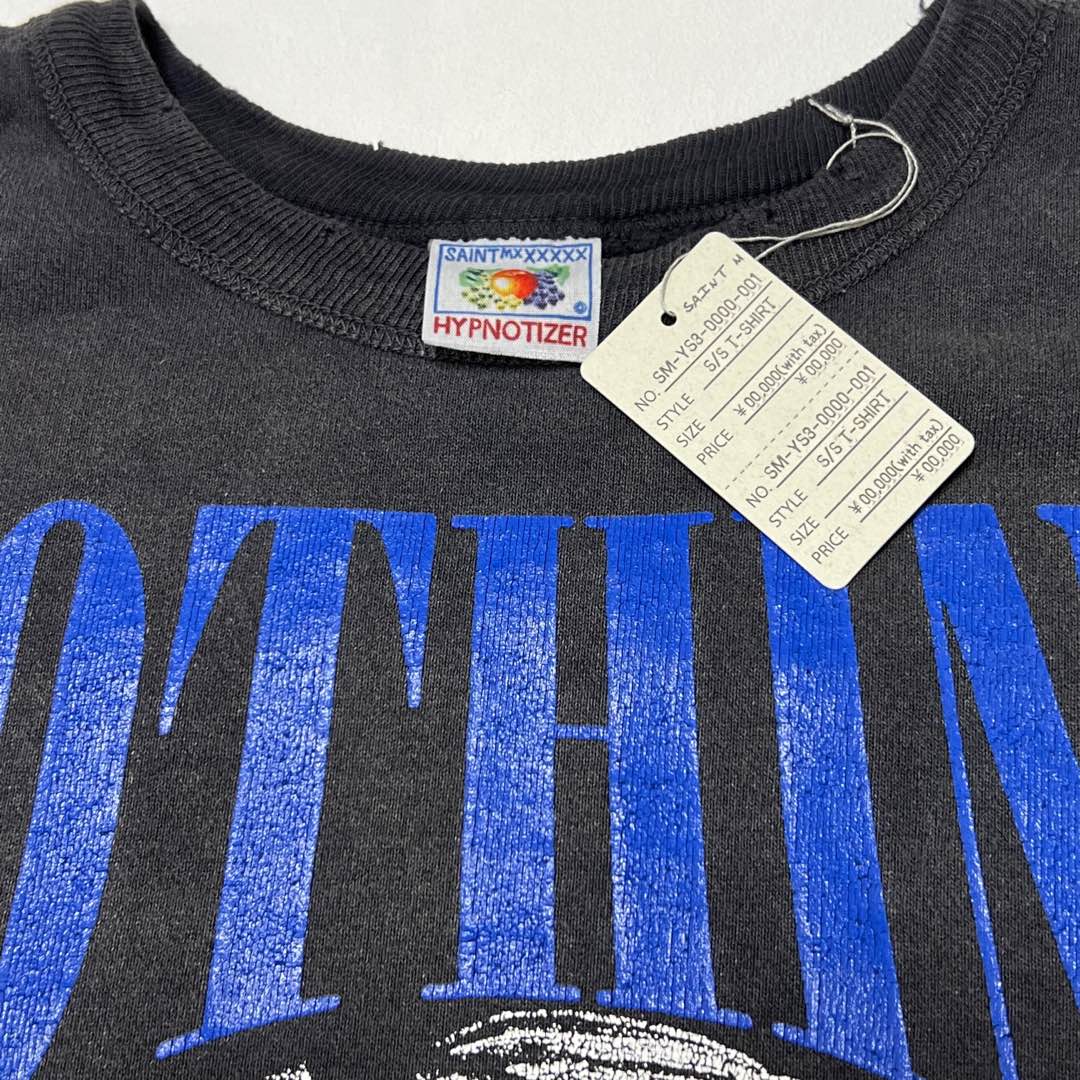 SAINT MXXXXXX
HYPNOTIZER
SAINT M
NO. SM-YS3-0000-001
STYLE S/S T-SHIRT
SIZE
PRICE ¥00,000(with tax)
¥00,000
NO. SM-YS3-0000-001
STYLE S/S T-SHIRT
SIZE
PRICE ¥00,000(with tax)
¥00,000
OTHIN